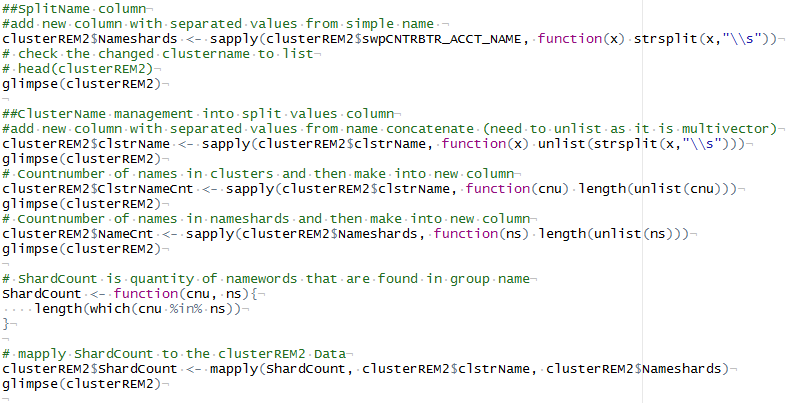 ##SplitName column
#add new column with separated values from simple name
clusterREM2$Nameshards <- sapply(clusterREM2$swpCNTRBTR_ACCT_NAME, function(x) strsplit(x,"\\s"))
# check the changed clustername to list
# head(clusterREM2)
glimpse(clusterREM2)
##ClusterName management into split values column
#add new column with separated values from name concatenate (need to unlist as it is multivector)
clusterREM2$clstrName <- sapply(clusterREM2$clstrName, function(x) unlist(strsplit(x,"\\s")))
glimpse(clusterREM2)
# Countnumber of names in clusters and then make into new column
clusterREM2$ClstrNameCnt <- sapply(clusterREM2$clstrName, function(cnu) length(unlist(cnu)))
glimpse(clusterREM2)
# Countnumber of names in nameshards and then make into new column
clusterREM2$NameCnt <- sapply(clusterREM2$Nameshards, function(ns) length(unlist(ns)))
glimpse(clusterREM2)
# ShardCount is quantity of namewords that are found in group name
ShardCount <- function(cnu, ns){
    length(which(cnu %in% ns))
}
# mapply ShardCount to the clusterREM2 Data
clusterREM2$ShardCount <- mapply(ShardCount, clusterREM2$clstrName, clusterREM2$Nameshards)
glimpse(clusterREM2)